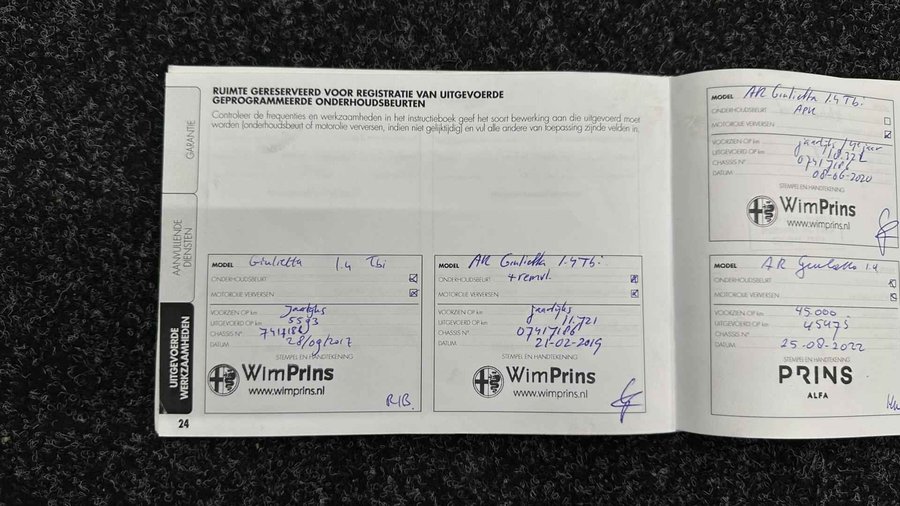 RUIMTE GERESERVEERD VOOR REGISTRATIE VAN UITGEVOERDE
GEPROGRAMMEERDE ONDERHOUDSBEURTEN
Controleer de frequenties en werkzaamheden in het instructieboek geef het soort bewerking aan die uitgevoerd moet
worden (onderhoudsbeurt of motorolie verversen, indien niet gelijktijdig) en vul alle andere van toepassing zijnde velden in.
GARANTIE
AANVULLENDE
DIENSTEN
UITGEVOERDE
WERKZAAMHEDEN
MODEL Giulietta 1.4 Tbi
ONDERHOUDSBEURT
MOTOROLIE VERVERSEN
VOORZIEN OP km Jaarlijks
UITGEVOERD OP km 5593
CHASSIS N°
DATUM 28/09/2017
STEMPEL EN HANDTEKENING
WimPrins
www.wimprins.nl
RIB.
MODEL AR Giulietta 1.4 Tbi
ONDERHOUDSBEURT + remvl.
MOTOROLIE VERVERSEN
VOORZIEN OP km jaarlijks
UITGEVOERD OP km 11.721
CHASSIS N° 07417186
DATUM 21-02-2019
STEMPEL EN HANDTEKENING
WimPrins
www.wimprins.nl
24
MODEL AR Giulietta 1.4 Tbi
ONDERHOUDSBEURT APK
MOTOROLIE VERVERSEN
VOORZIEN OP km jaarlijks
UITGEVOERD OP km
CHASSIS N° 07417186
DATUM 08-06-2020
STEMPEL EN HANDTEKENING
WimPrins
www.wimprins.nl
MODEL AR Giulietta 1.4
ONDERHOUDSBEURT
MOTOROLIE VERVERSEN
VOORZIEN OP km 45.000
UITGEVOERD OP km 45475
CHASSIS N°
DATUM 25-08-2022
STEMPEL EN HANDTEKENING
PRINS
ALFA